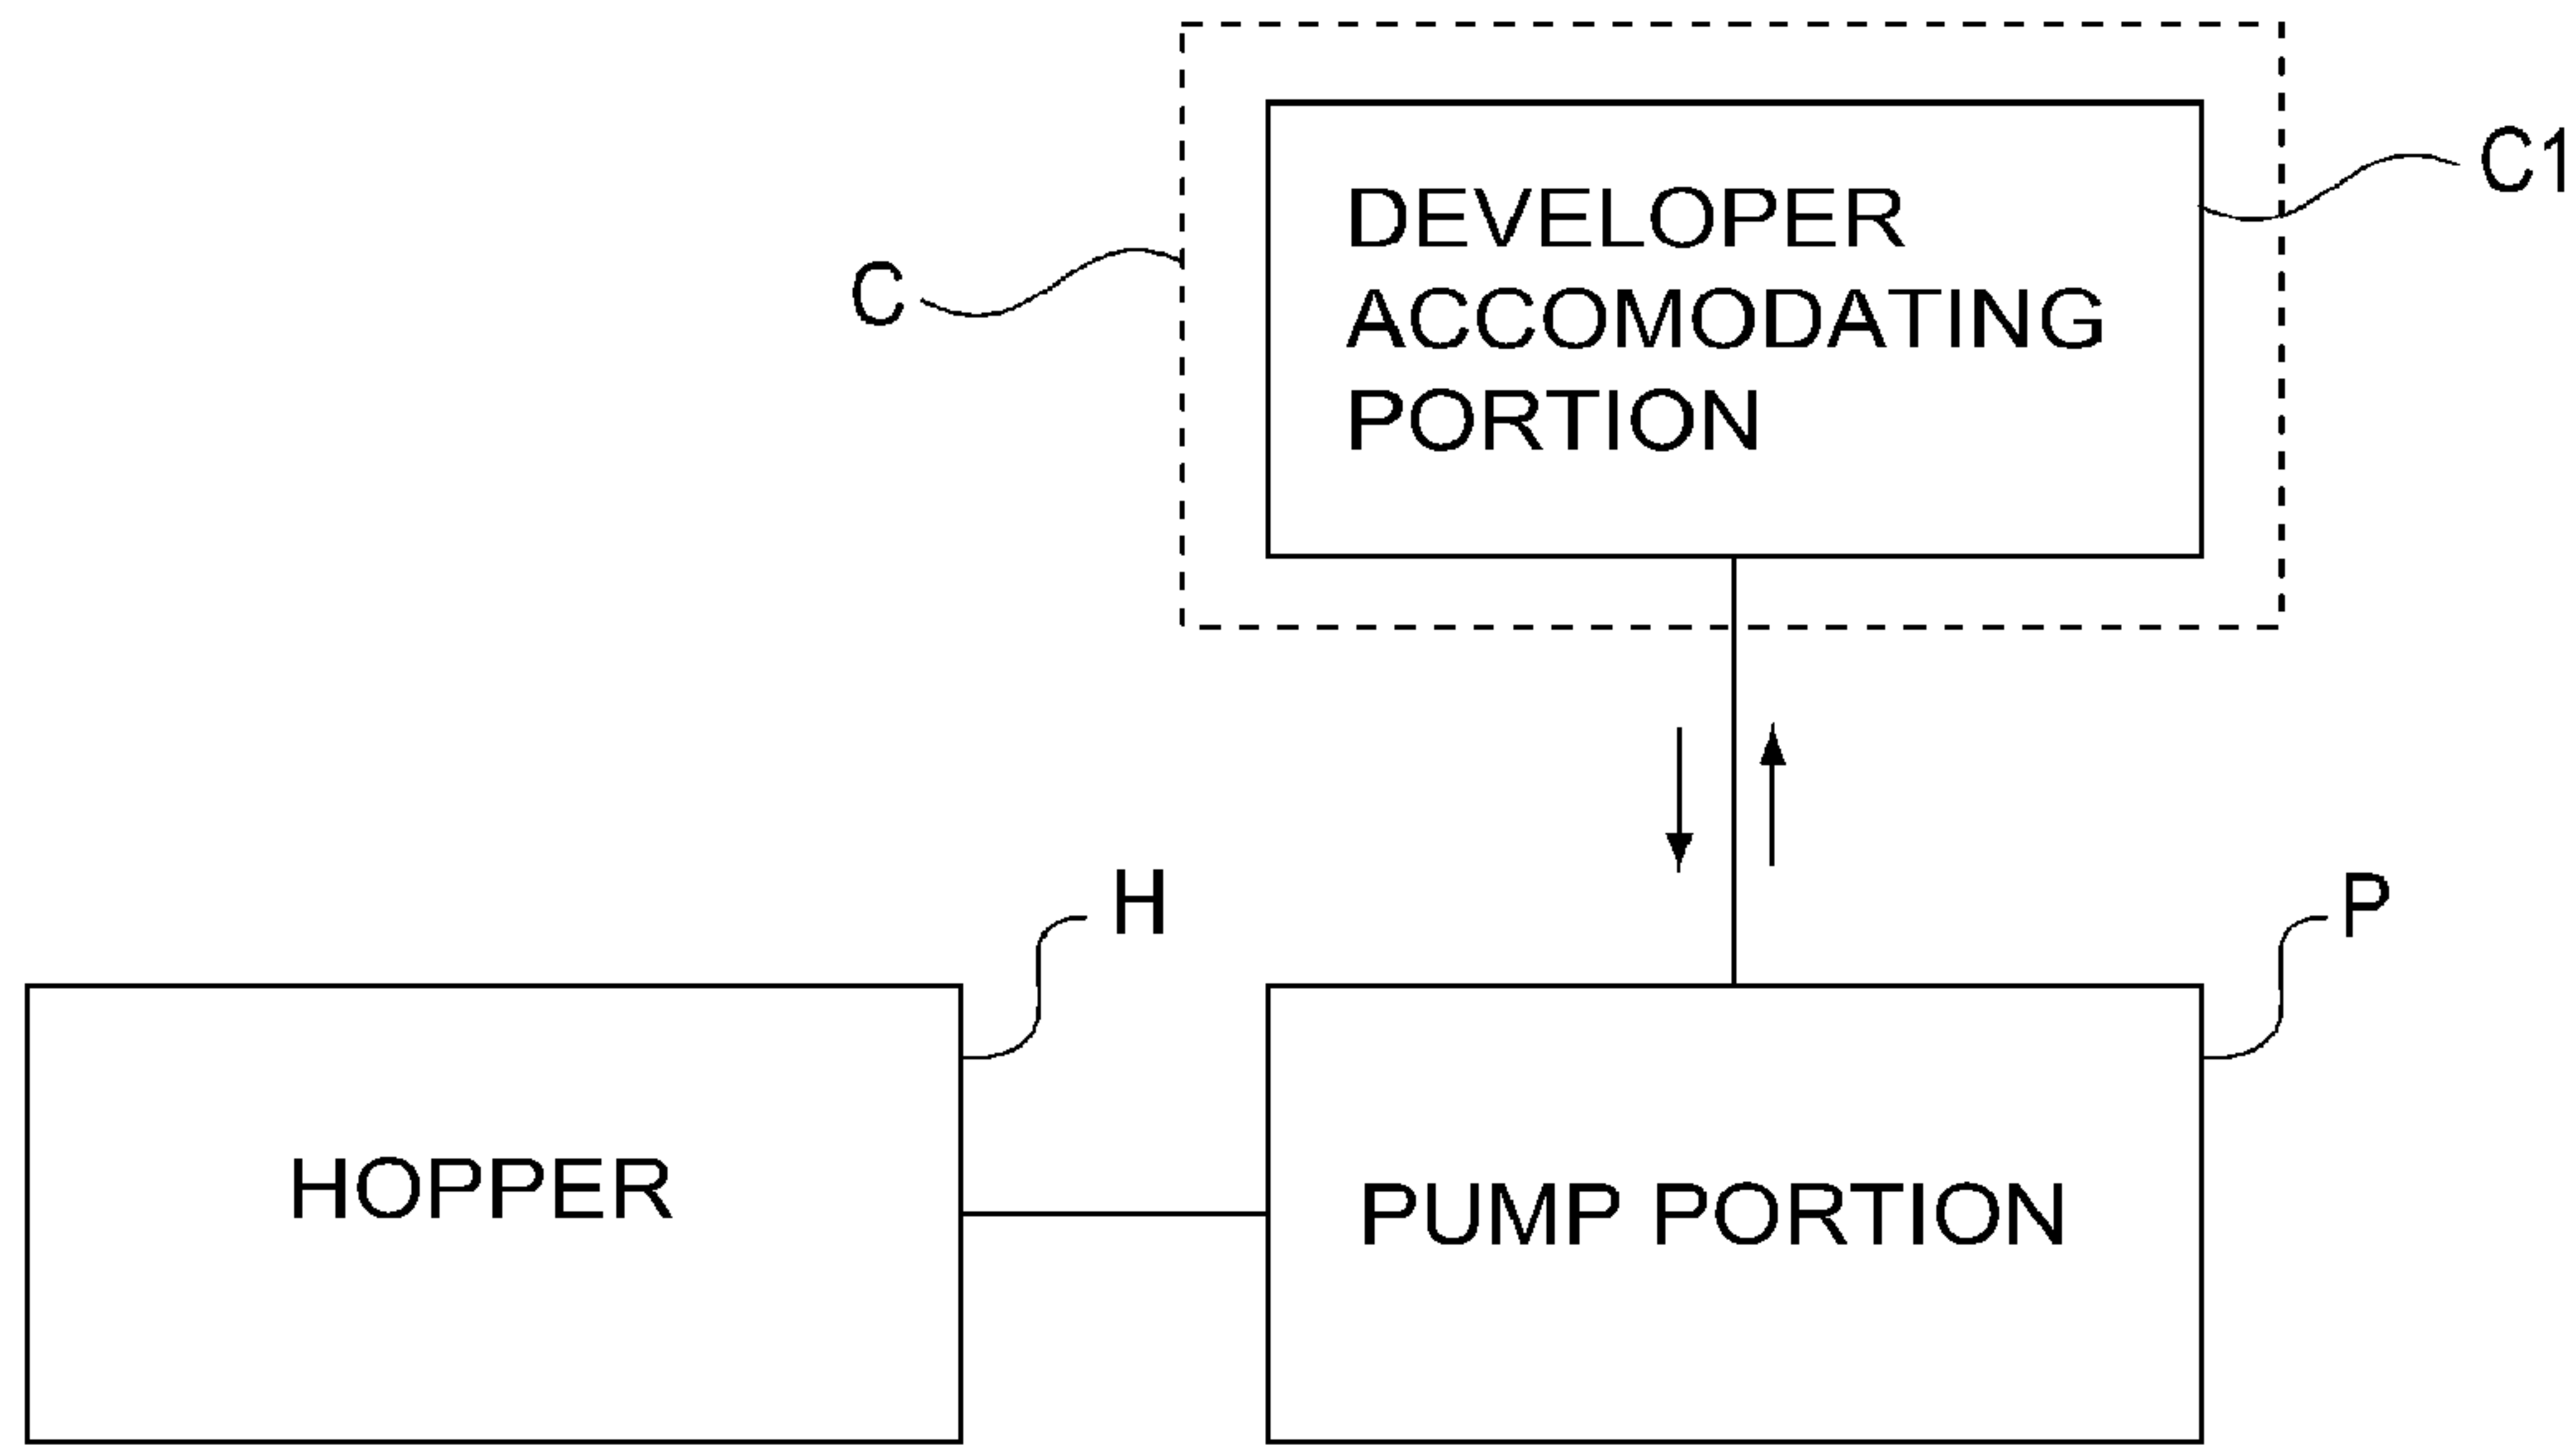 C1
DEVELOPER
ACCOMODATING
PORTION
C
H
P
HOPPER
PUMP PORTION